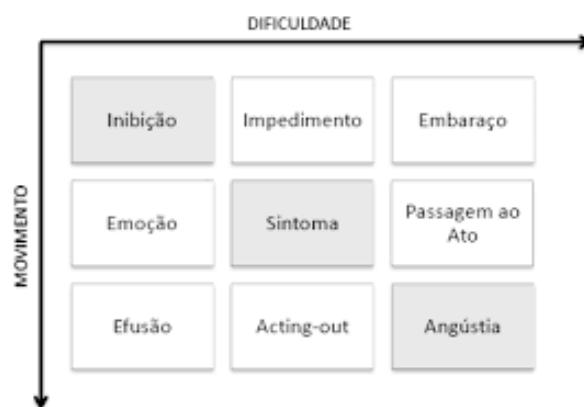 DIFICULDADE
MOVIMENTO
Inibição
Impedimento
Embaraço
Emoção
Sintoma
Passagem ao
Ato
Efusão
Acting-out
Angústia